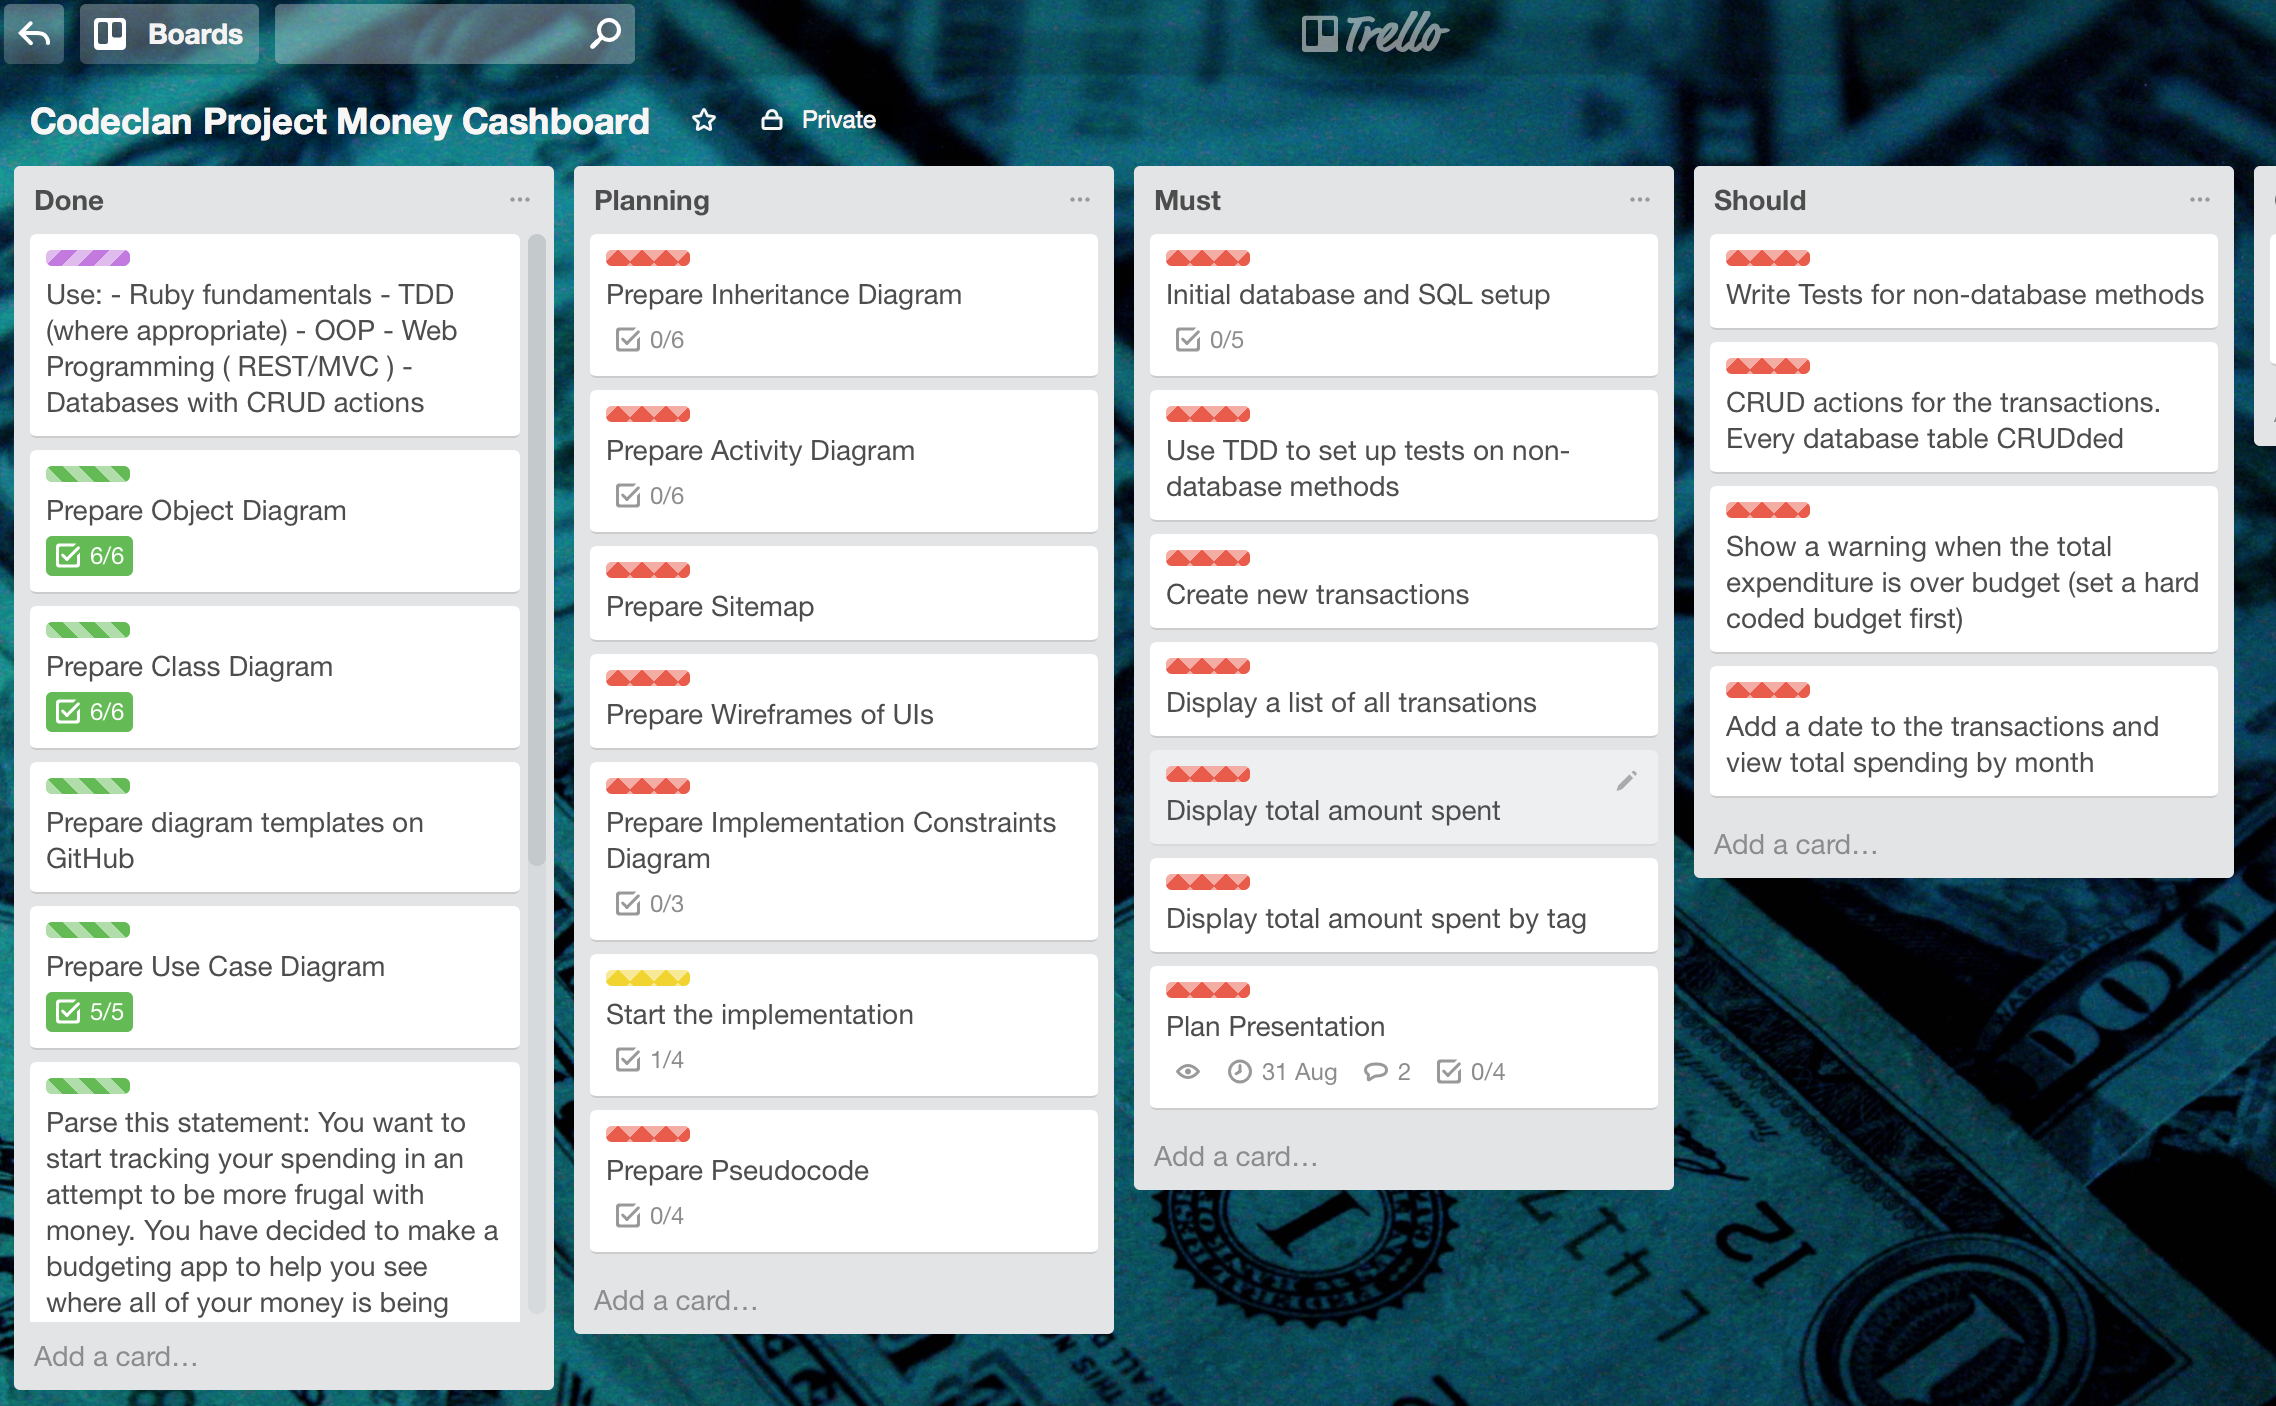 Boards
Trello
Codeclan Project Money Cashboard
Private
Done
Use: - Ruby fundamentals - TDD
(where appropriate) - OOP - Web
Programming ( REST/MVC ) -
Databases with CRUD actions
Prepare Object Diagram
6/6
Prepare Class Diagram
6/6
Prepare diagram templates on
GitHub
Prepare Use Case Diagram
5/5
Parse this statement: You want to
start tracking your spending in an
attempt to be more frugal with
money. You have decided to make a
budgeting app to help you see
where all of your money is being
Add a card…
Planning
Prepare Inheritance Diagram
0/6
Prepare Activity Diagram
0/6
Prepare Sitemap
Prepare Wireframes of UIs
Prepare Implementation Constraints
Diagram
0/3
Start the implementation
1/4
Prepare Pseudocode
0/4
Add a card…
Must
Initial database and SQL setup
0/5
Use TDD to set up tests on non-
database methods
Create new transactions
Display a list of all transations
Display total amount spent
Display total amount spent by tag
Plan Presentation
31 Aug 2 0/4
Add a card…
Should
Write Tests for non-database methods
CRUD actions for the transactions.
Every database table CRUDded
Show a warning when the total
expenditure is over budget (set a hard
coded budget first)
Add a date to the transactions and
view total spending by month
Add a card…